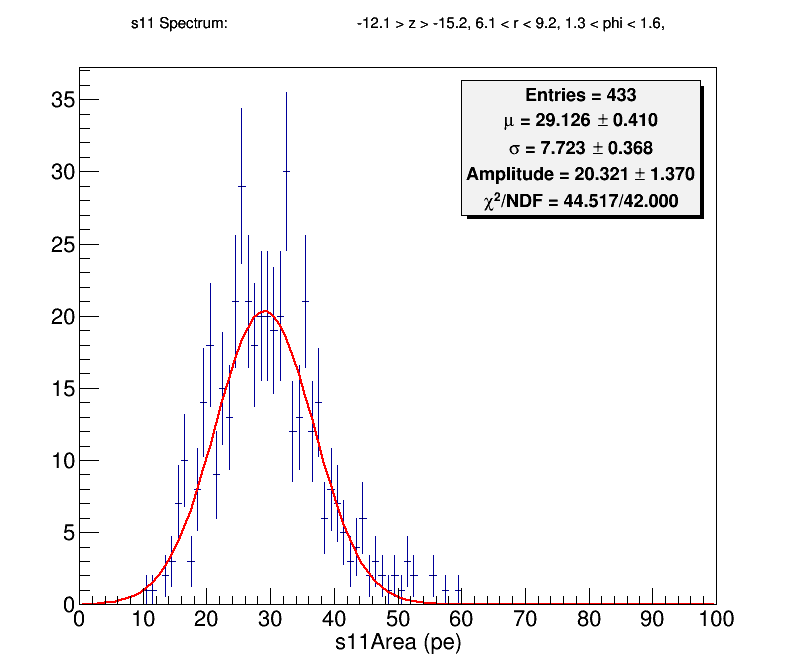 s11 Spectrum: -12.1 > z > -15.2, 6.1 < r < 9.2, 1.3 < phi < 1.6,
Entries = 433
μ = 29.126 ± 0.410
σ = 7.723 ± 0.368
Amplitude = 20.321 ± 1.370
χ²/NDF = 44.517/42.000
35
30
25
20
15
10
5
0
0 10 20 30 40 50 60 70 80 90 100
s11Area (pe)